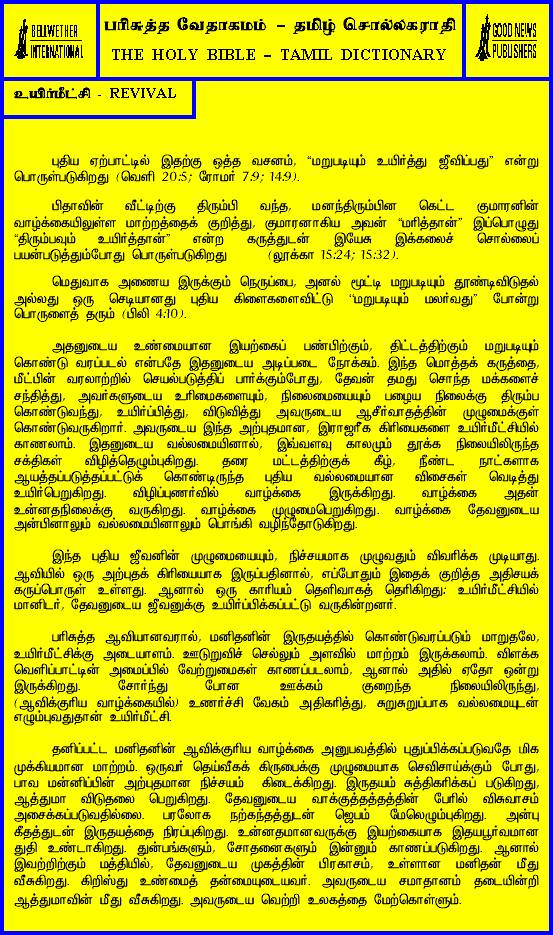 BELLWETHER
INTERNATIONAL
பரிசுத்த வேதாகமம் – தமிழ் சொல்லகராதி
THE HOLY BIBLE – TAMIL DICTIONARY
GOOD NEWS
PUBLISHERS
உயிர்மீட்சி - REVIVAL
புதிய ஏற்பாட்டில் இதற்கு ஒத்த வசனம், “மறுபடியும் உயிர்த்து ஜீவிப்பது” என்று
பொருள்படுகிறது (வெளி 20:5; ரோமர் 7:9; 14:9).
பிதாவின் வீட்டிற்கு திரும்பி வந்த, மனந்திரும்பின கெட்ட குமாரனின்
வாழ்க்கையிலுள்ள மாற்றத்தைக் குறித்து, குமாரனாகிய அவன் “மரித்தான்” இப்பொழுது
“திரும்பவும் உயிர்த்தான்” என்ற கருத்துடன் இயேசு இக்கலைச் சொல்லைப்
பயன்படுத்தும்போது பொருள்படுகிறது (லூக்கா 15:24; 15:32).
மெதுவாக அணைய இருக்கும் நெருப்பை, அனல் மூட்டி மறுபடியும் தூண்டிவிடுதல்
அல்லது ஒரு செடியானது புதிய கிளைகளைவிட்டு “மறுபடியும் மலர்வது” போன்று
பொருளைத் தரும் (பிலி 4:10).
அதனுடைய உண்மையான இயற்கைப் பண்பிற்கும், திட்டத்திற்கும் மறுபடியும்
கொண்டு வரப்படல் என்பதே இதனுடைய அடிப்படை நோக்கம். இந்த மொத்தக் கருத்தை,
மீட்பின் வரலாற்றில் செயல்படுத்திப் பார்க்கும்போது, தேவன் தமது சொந்த மக்களைச்
சந்தித்து, அவர்களுடைய உரிமைகளையும், நிலைமையையும் பழைய நிலைக்கு திரும்ப
கொண்டுவந்து, உயிர்ப்பித்து, விடுவித்து அவருடைய ஆசீர்வாதத்தின் முழுமைக்குள்
கொண்டுவருகிறார். அவருடைய இந்த அற்புதமான, இராஜரீக கிரியைகளை உயிர்மீட்சியில்
காணலாம். இதனுடைய வல்லமையினால், இவ்வளவு காலமும் தூக்க நிலையிலிருந்த
சக்திகள் விழித்தெழும்புகிறது. தரை மட்டத்திற்குக் கீழ், நீண்ட நாட்களாக
ஆயத்தப்படுத்தப்பட்டுக் கொண்டிருந்த புதிய வல்லமையான விசைகள் வெடித்து
உயிர்பெறுகிறது. விழிப்புணர்வில் வாழ்க்கை இருக்கிறது. வாழ்க்கை அதன்
உன்னதநிலைக்கு வருகிறது. வாழ்க்கை முழுமைபெறுகிறது. வாழ்க்கை தேவனுடைய
அன்பினாலும் வல்லமையினாலும் பொங்கி வழிந்தோடுகிறது.
இந்த புதிய ஜீவனின் முழுமையையும், நிச்சயமாக முழுவதும் விவரிக்க முடியாது.
ஆவியில் ஒரு அற்புதக் கிரியையாக இருப்பதினால், எப்போதும் இதைக் குறித்த அதிசயக்
கருப்பொருள் உள்ளது. ஆனால் ஒரு காரியம் தெளிவாகத் தெரிகிறது: உயிர்மீட்சியில்
மானிடர், தேவனுடைய ஜீவனுக்கு உயிர்ப்பிக்கப்பட்டு வருகின்றனர்.
பரிசுத்த ஆவியானவரால், மனிதனின் இருதயத்தில் கொண்டுவரப்படும் மாறுதலே,
உயிர்மீட்சிக்கு அடையாளம். ஊடுறுவிச் செல்லும் அளவில் மாற்றம் இருக்கலாம். விளக்க
வெளிப்பாட்டின் அமைப்பில் வேற்றுமைகள் காணப்படலாம், ஆனால் அதில் ஏதோ ஒன்று
இருக்கிறது. சோர்ந்து போன ஊக்கம் குறைந்த நிலையிலிருந்து,
(ஆவிக்குரிய வாழ்க்கையில்) உணர்ச்சி வேகம் அதிகரித்து, சுறுசுறுப்பாக வல்லமையுடன்
எழும்புவதுதான் உயிர்மீட்சி.
தனிப்பட்ட மனிதனின் ஆவிக்குரிய வாழ்க்கை அனுபவத்தில் புதுப்பிக்கப்படுவதே மிக
முக்கியமான மாற்றம். ஒருவர் தெய்வீகக் கிருபைக்கு முழுமையாக செவிசாய்க்கும் போது,
பாவ மன்னிப்பின் அற்புதமான நிச்சயம் கிடைக்கிறது. இருதயம் சுத்திகரிக்கப் படுகிறது,
ஆத்துமா விடுதலை பெறுகிறது. தேவனுடைய வாக்குத்தத்தத்தின் பேரில் விசுவாசம்
அசைக்கப்படுவதில்லை. பரலோக நற்கந்தத்துடன் ஜெபம் மேலெழும்புகிறது. அன்பு
கீதத்துடன் இருதயத்தை நிரப்புகிறது. உன்னதமானவருக்கு இயற்கையாக இதயபூர்வமான
துதி உண்டாகிறது. துன்பங்களும், சோதனைகளும் இன்னும் காணப்படுகிறது. ஆனால்
இவற்றிற்கும் மத்தியில், தேவனுடைய முகத்தின் பிரகாசம், உள்ளான மனிதன் மீது
வீசுகிறது. கிறிஸ்து உண்மைத் தன்மையுடையவர். அவருடைய சமாதானம் தடையின்றி
ஆத்துமாவின் மீது வீசுகிறது. அவருடைய வெற்றி உலகத்தை மேற்கொள்ளும்.